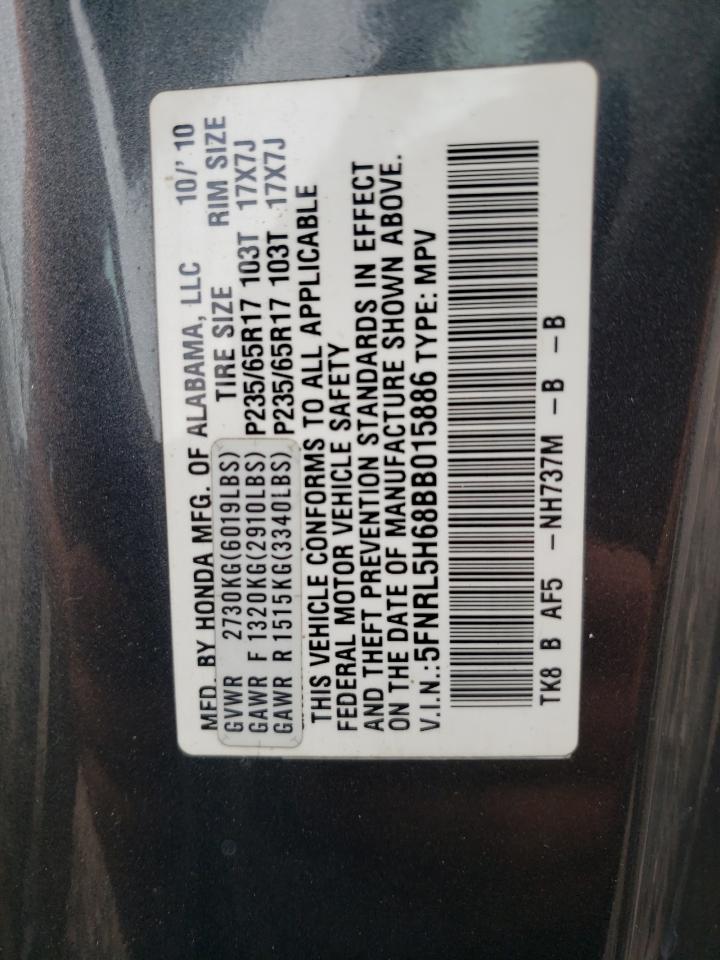 MFD. BY HONDA MFG. OF ALABAMA, LLC 10/'10
GVWR 2730KG(6019LBS) TIRE SIZE RIM SIZE
GAWR F 1320KG(2910LBS) P235/65R17 103T 17X7J
GAWR R 1515KG(3340LBS) P235/65R17 103T 17X7J
THIS VEHICLE CONFORMS TO ALL APPLICABLE
FEDERAL MOTOR VEHICLE SAFETY
AND THEFT PREVENTION STANDARDS IN EFFECT
ON THE DATE OF MANUFACTURE SHOWN ABOVE.
V.I.N.:5FNRL5H68BB015886 TYPE: MPV
TK8 B AF5 -NH737M -B -B